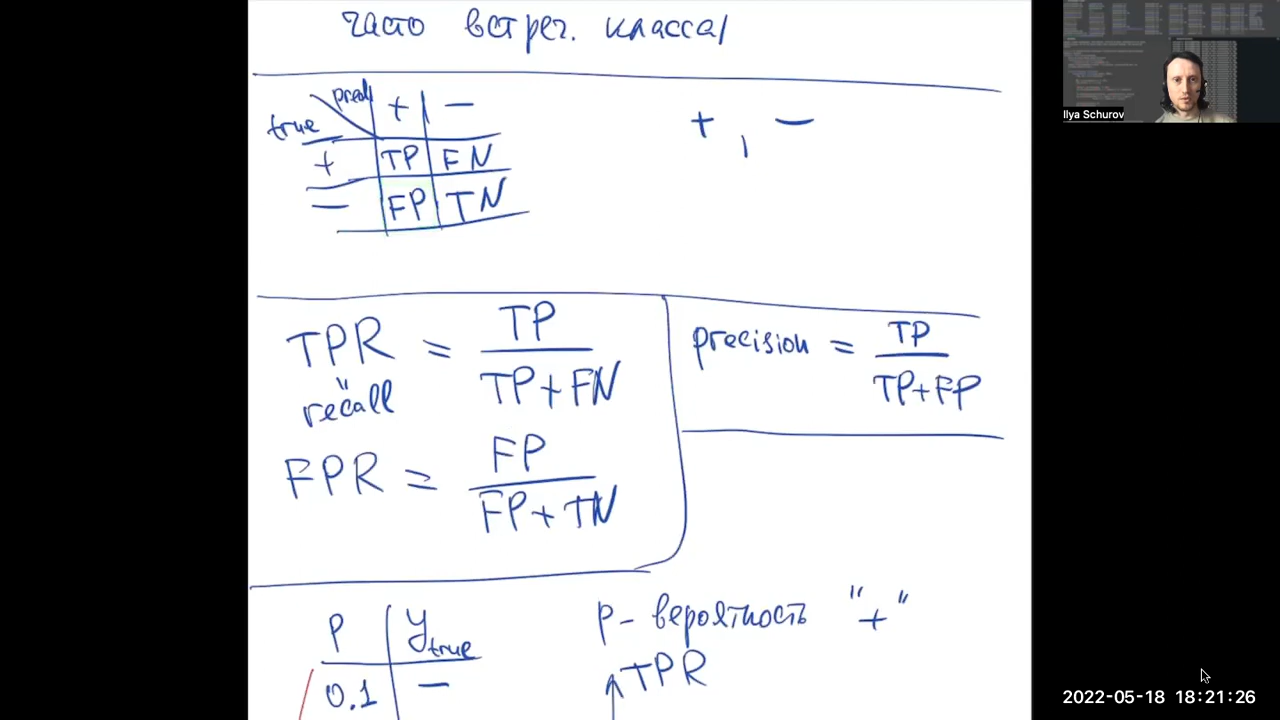 часто встреч. класса/
pred
+ | −
true
+ TP FN
− FP TN
+ , −
TPR = TP / TP+FN
"
recall
FPR = FP / FP+TN
precision = TP / TP+FP
P | y true
0.1 | −
P - вероятность "+"
TPR
Ilya Schurov
2022-05-18 18:21:26